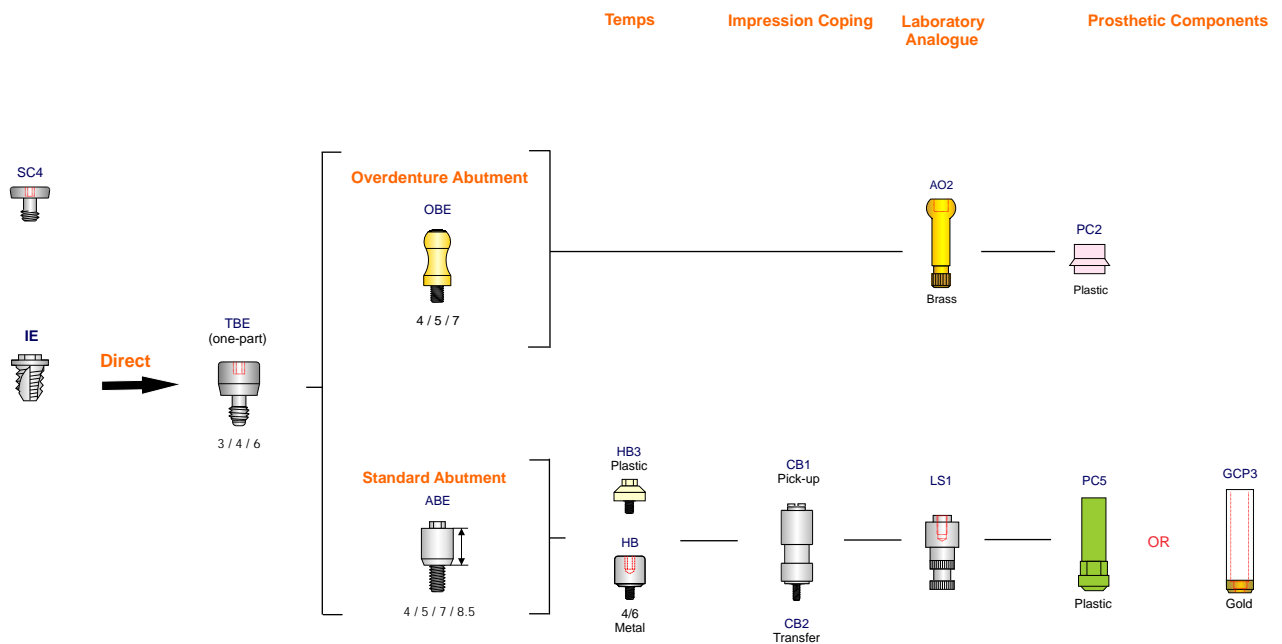 Temps
Impression Coping
Laboratory
Analogue
Prosthetic Components
SC4
Overdenture Abutment
OBE
4 / 5 / 7
AO2
Brass
PC2
Plastic
IE
Direct
TBE
(one-part)
3 / 4 / 6
Standard Abutment
ABE
4 / 5 / 7 / 8.5
HB3
Plastic
HB
4/6
Metal
CB1
Pick-up
CB2
Transfer
LS1
PC5
Plastic
OR
GCP3
Gold